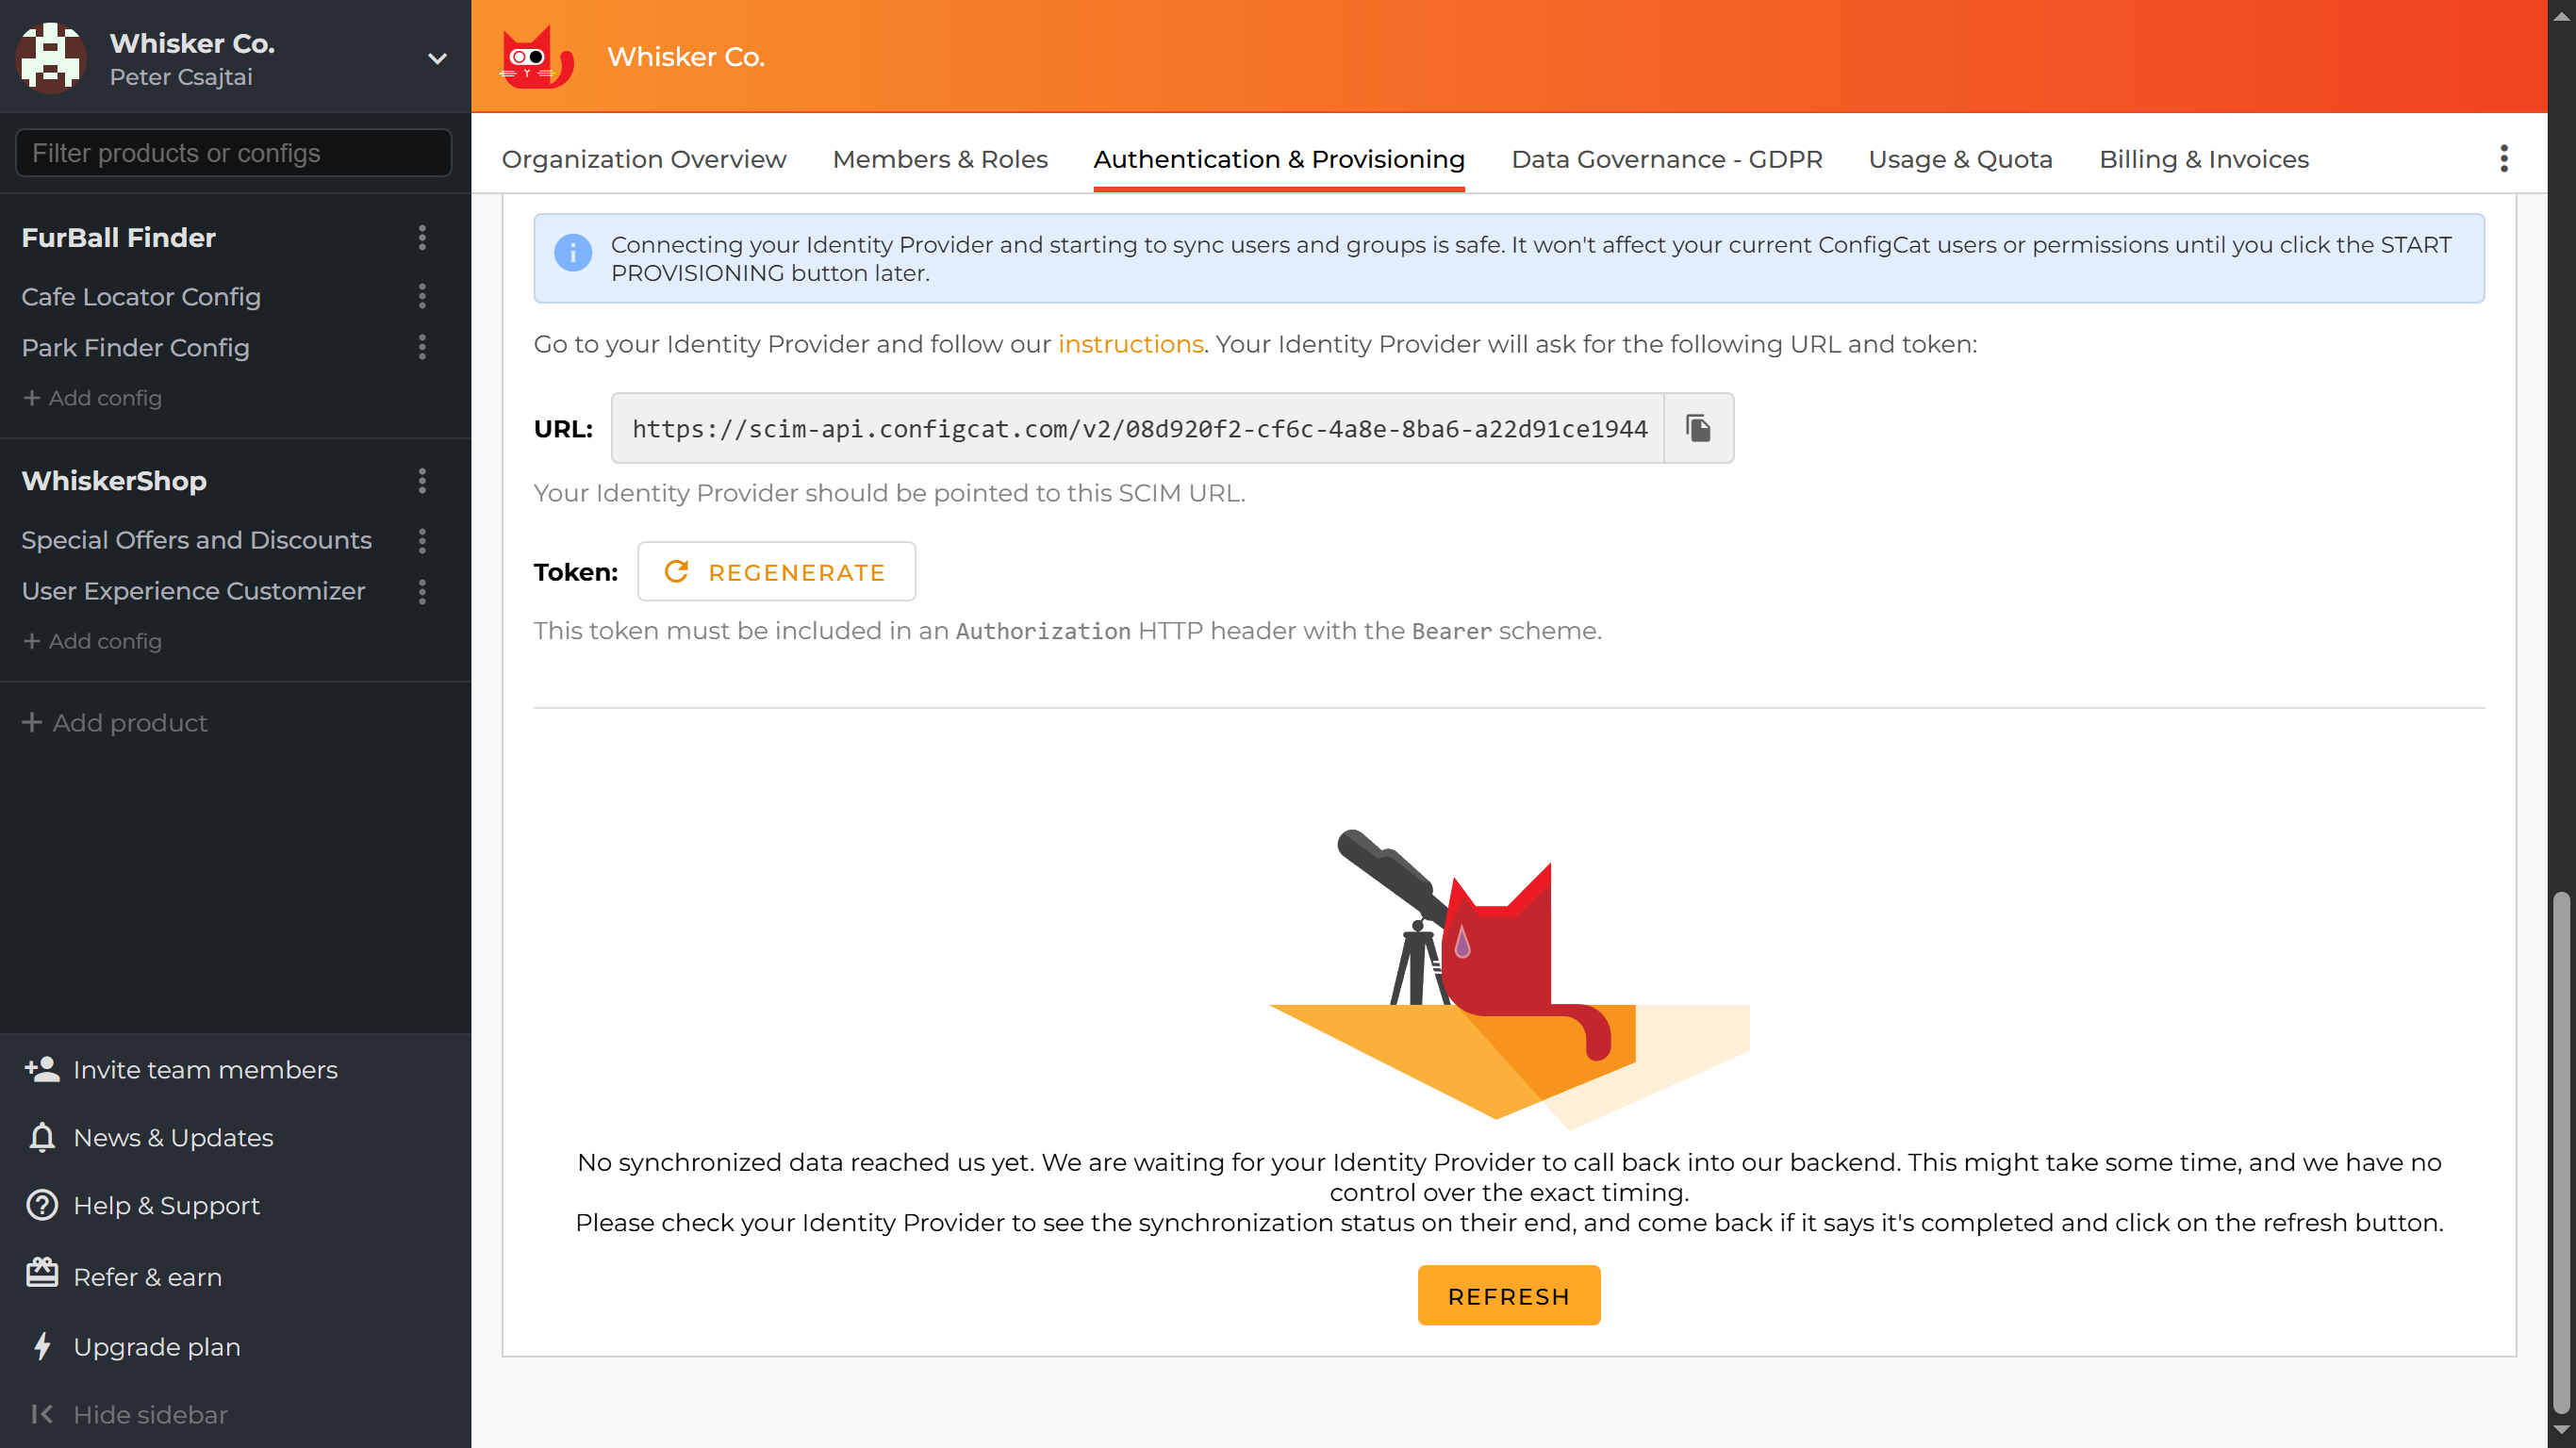 Whisker Co.
Peter Csajtai
Filter products or configs
FurBall Finder
Cafe Locator Config
Park Finder Config
+ Add config
WhiskerShop
Special Offers and Discounts
User Experience Customizer
+ Add config
+ Add product
Invite team members
News & Updates
Help & Support
Refer & earn
Upgrade plan
Hide sidebar
Whisker Co.
Organization Overview
Members & Roles
Authentication & Provisioning
Data Governance - GDPR
Usage & Quota
Billing & Invoices
Connecting your Identity Provider and starting to sync users and groups is safe. It won't affect your current ConfigCat users or permissions until you click the START
PROVISIONING button later.
Go to your Identity Provider and follow our instructions. Your Identity Provider will ask for the following URL and token:
URL: https://scim-api.configcat.com/v2/08d920f2-cf6c-4a8e-8ba6-a22d91ce1944
Your Identity Provider should be pointed to this SCIM URL.
Token: REGENERATE
This token must be included in an Authorization HTTP header with the Bearer scheme.
No synchronized data reached us yet. We are waiting for your Identity Provider to call back into our backend. This might take some time, and we have no
control over the exact timing.
Please check your Identity Provider to see the synchronization status on their end, and come back if it says it's completed and click on the refresh button.
REFRESH